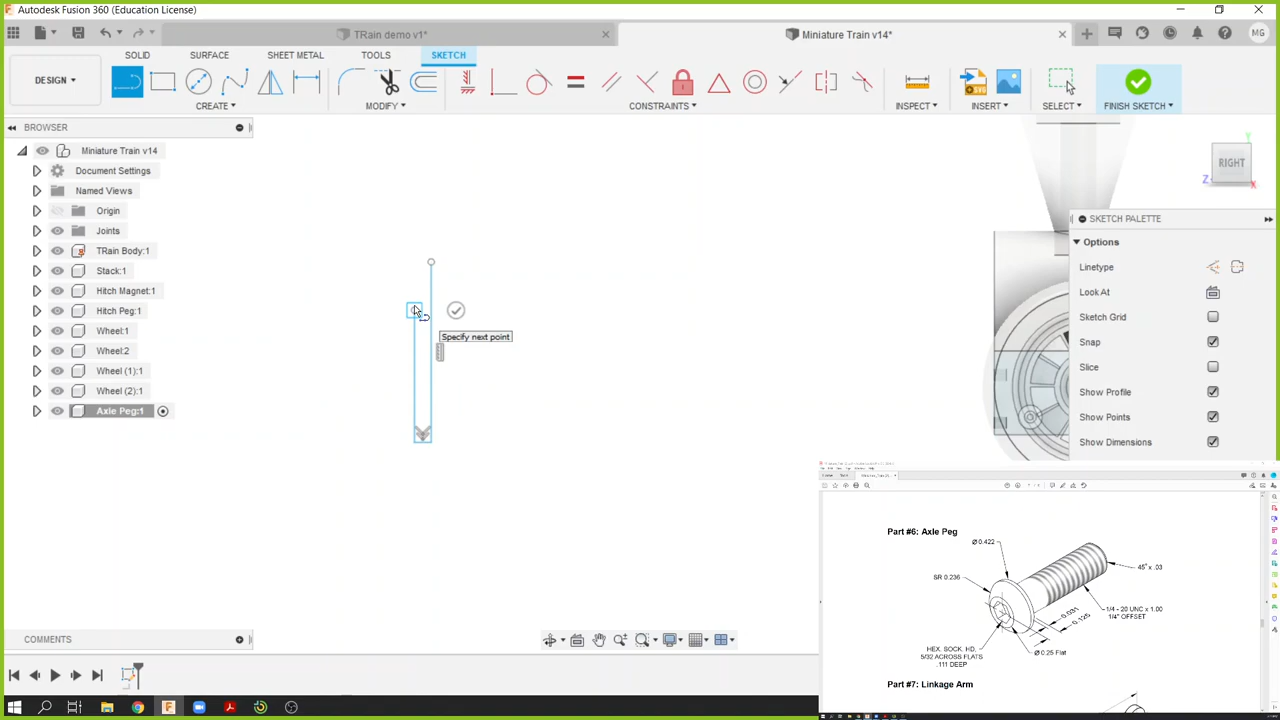 Autodesk Fusion 360 (Education License)
TRain demo v1*
Miniature Train v14*
MG
DESIGN
SOLID
SURFACE
SHEET METAL
TOOLS
SKETCH
CREATE
MODIFY
CONSTRAINTS
INSPECT
INSERT
SELECT
FINISH SKETCH
SVG
BROWSER
Miniature Train v14
Document Settings
Named Views
Origin
Joints
TRain Body:1
Stack:1
Hitch Magnet:1
Hitch Peg:1
Wheel:1
Wheel:2
Wheel (1):1
Wheel (2):1
Axle Peg:1
Specify next point
RIGHT
Y
Z
X
SKETCH PALETTE
Options
Linetype
Look At
Sketch Grid
Snap
Slice
Show Profile
Show Points
Show Dimensions
Part #6: Axle Peg
Ø 0.422
SR 0.236
45° x .03
0.031
0.125
1/4 - 20 UNC x 1.00
1/4" OFFSET
HEX. SOCK. HD.
5/32 ACROSS FLATS
.111 DEEP
Ø 0.25 Flat
Part #7: Linkage Arm
COMMENTS